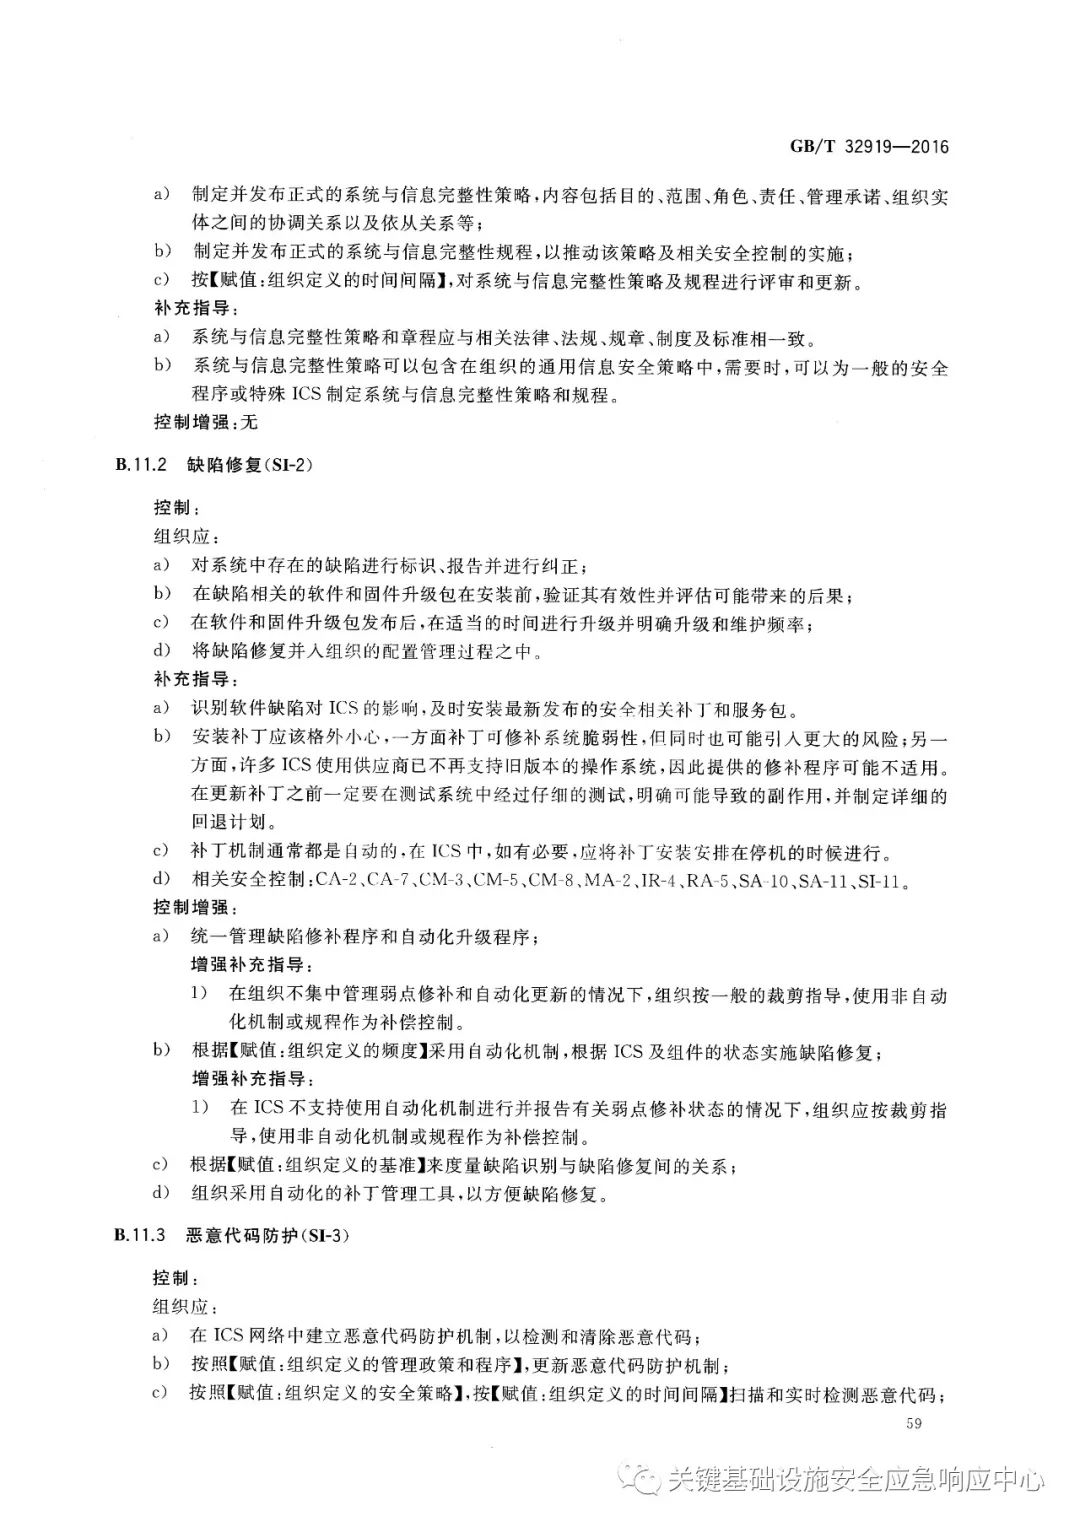 GB/T 32919—2016
a) 制定并发布正式的系统与信息完整性策略,内容包括目的、范围、角色、责任、管理承诺、组织实
体之间的协调关系以及依从关系等;
b) 制定并发布正式的系统与信息完整性规程,以推动该策略及相关安全控制的实施;
c) 按【赋值:组织定义的时间间隔】,对系统与信息完整性策略及规程进行评审和更新。
补充指导:
a) 系统与信息完整性策略和章程应与相关法律、法规、规章、制度及标准相一致。
b) 系统与信息完整性策略可以包含在组织的通用信息安全策略中,需要时,可以为一般的安全
程序或特殊 ICS 制定系统与信息完整性策略和规程。
控制增强:无
B.11.2 缺陷修复(SI-2)
控制:
组织应:
a) 对系统中存在的缺陷进行标识、报告并进行纠正;
b) 在缺陷相关的软件和固件升级包在安装前,验证其有效性并评估可能带来的后果;
c) 在软件和固件升级包发布后,在适当的时间进行升级并明确升级和维护频率;
d) 将缺陷修复并入组织的配置管理过程之中。
补充指导:
a) 识别软件缺陷对 ICS 的影响,及时安装最新发布的安全相关补丁和服务包。
b) 安装补丁应该格外小心,一方面补丁可修补系统脆弱性,但同时也可能引入更大的风险;另一
方面,许多 ICS 使用供应商已不再支持旧版本的操作系统,因此提供的修补程序可能不适用。
在更新补丁之前一定要在测试系统中经过仔细的测试,明确可能导致的副作用,并制定详细的
回退计划。
c) 补丁机制通常都是自动的,在 ICS 中,如有必要,应将补丁安装安排在停机的时候进行。
d) 相关安全控制:CA-2、CA-7、CM-3、CM-5、CM-8、MA-2、IR-4、RA-5、SA-10、SA-11、SI-11。
控制增强:
a) 统一管理缺陷修补程序和自动化升级程序;
增强补充指导:
1) 在组织不集中管理弱点修补和自动化更新的情况下,组织按一般的裁剪指导,使用非自动
化机制或规程作为补偿控制。
b) 根据【赋值:组织定义的频度】采用自动化机制,根据 ICS 及组件的状态实施缺陷修复;
增强补充指导:
1) 在 ICS 不支持使用自动化机制进行并报告有关弱点修补状态的情况下,组织应按裁剪指
导,使用非自动化机制或规程作为补偿控制。
c) 根据【赋值:组织定义的基准】来度量缺陷识别与缺陷修复间的关系;
d) 组织采用自动化的补丁管理工具,以方便缺陷修复。
B.11.3 恶意代码防护(SI-3)
控制:
组织应:
a) 在 ICS 网络中建立恶意代码防护机制,以检测和清除恶意代码;
b) 按照【赋值:组织定义的管理政策和程序】,更新恶意代码防护机制;
c) 按照【赋值:组织定义的安全策略】,按【赋值:组织定义的时间间隔】扫描和实时检测恶意代码;
59
关键基础设施安全应急响应中心